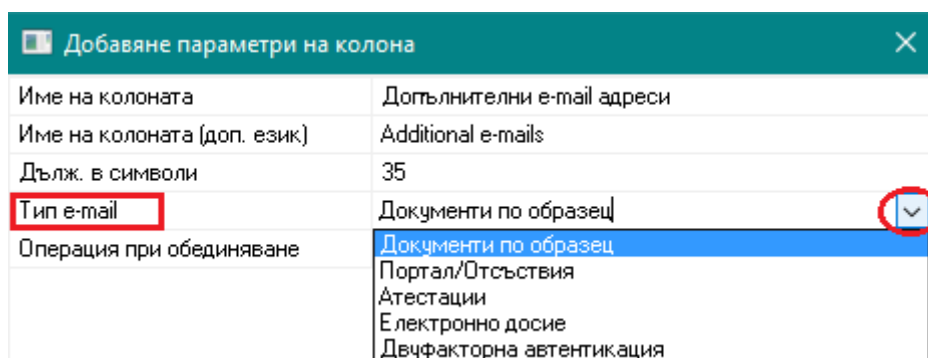 Добавяне параметри на колона
Име на колоната Допълнителни e-mail адреси
Име на колоната (доп. език) Additional e-mails
Дълж. в символи 35
Тип e-mail Документи по образец
Операция при обединяване Документи по образец
Портал/Отсъствия
Атестации
Електронно досие
Двуфакторна автентикация